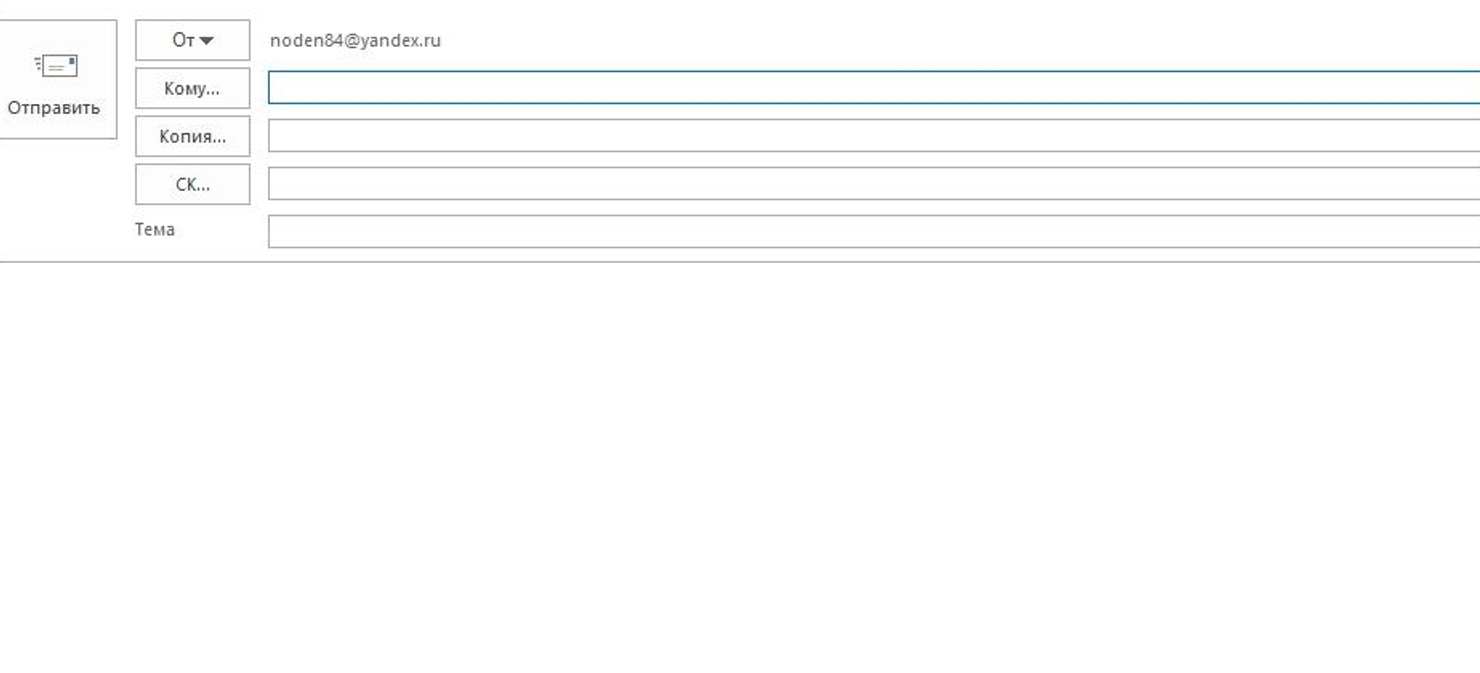 От
noden84@yandex.ru
Отправить
Кому...
Копия...
СК...
Тема